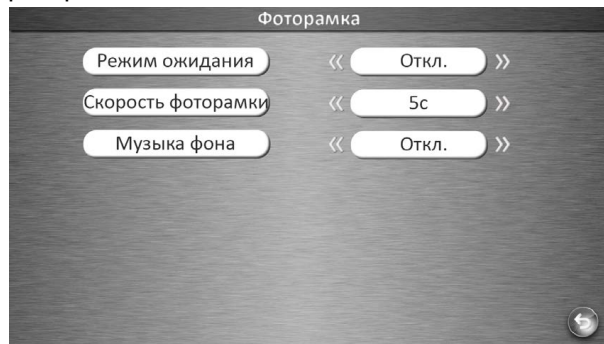 Фоторамка
Режим ожидания « Откл. »
Скорость фоторамки « 5с »
Музыка фона « Откл. »